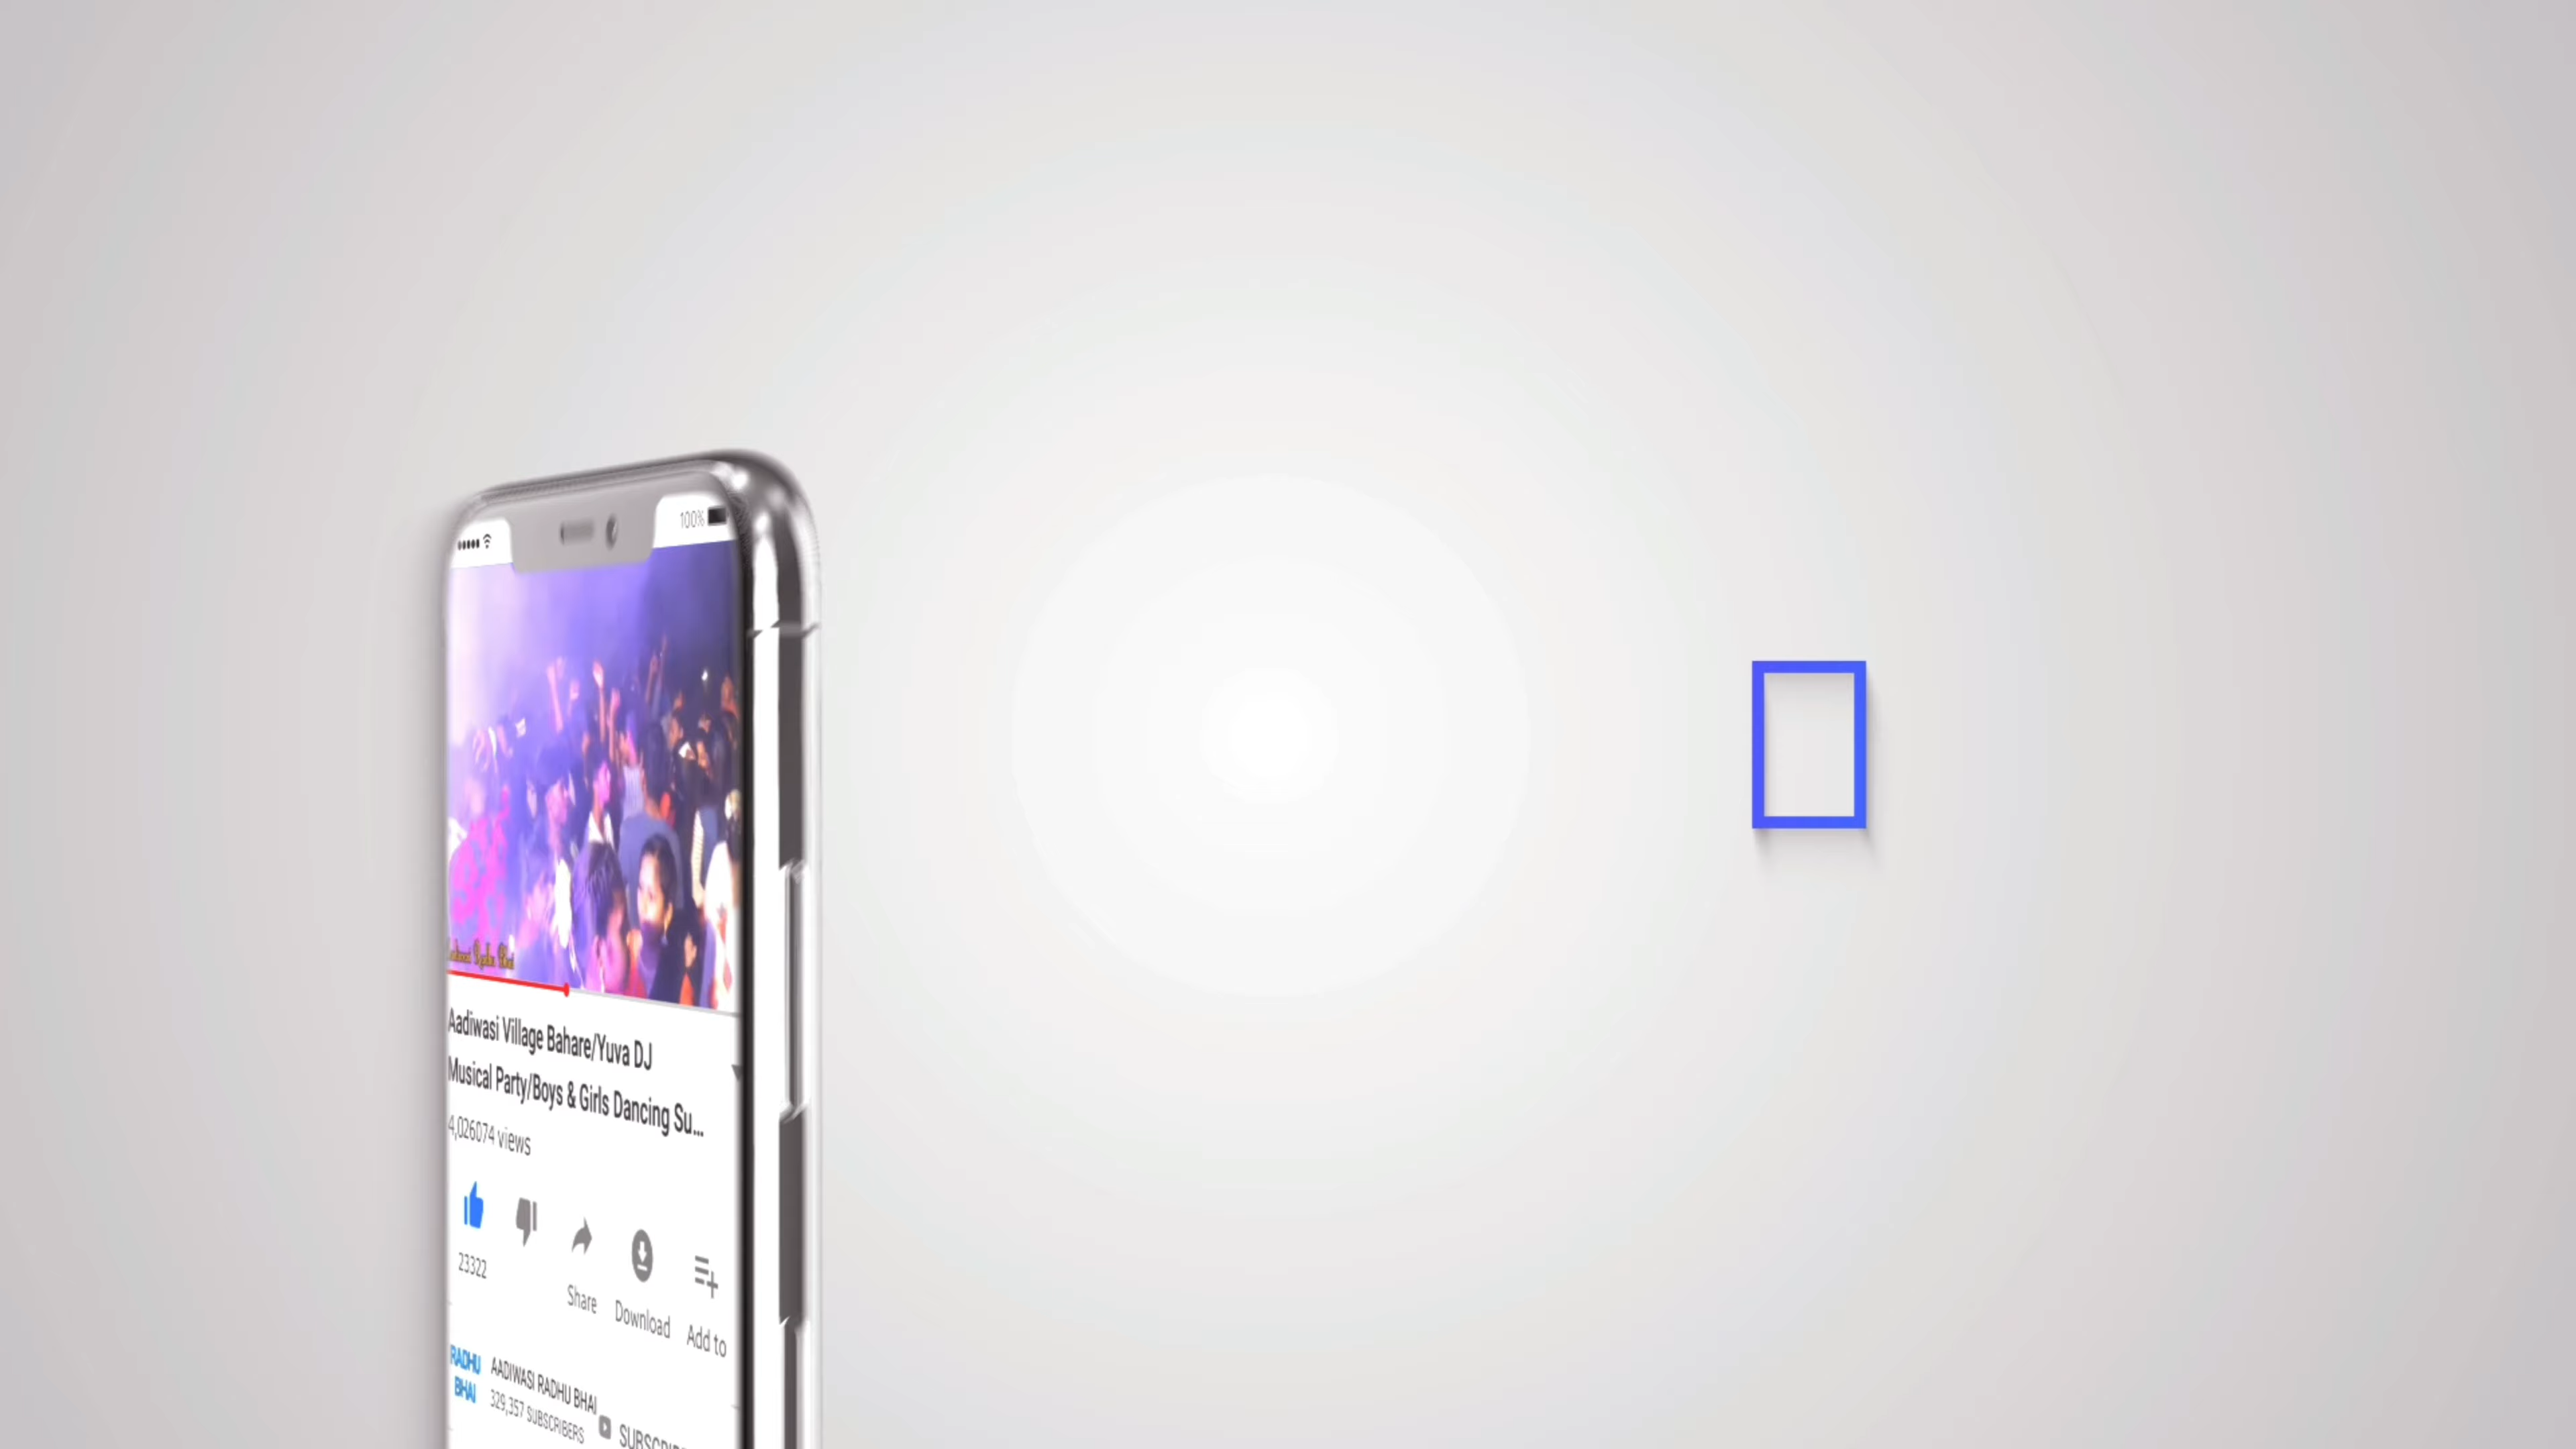 100%
Aadiwasi Village Bahare/Yuva DJ
Musical Party/Boys & Girls Dancing Su...
4,026074 views
23322
Share
Download
Add to
RADHU
BHAI
AADIWASI RADHU BHAI
329,357 SUBSCRIBERS